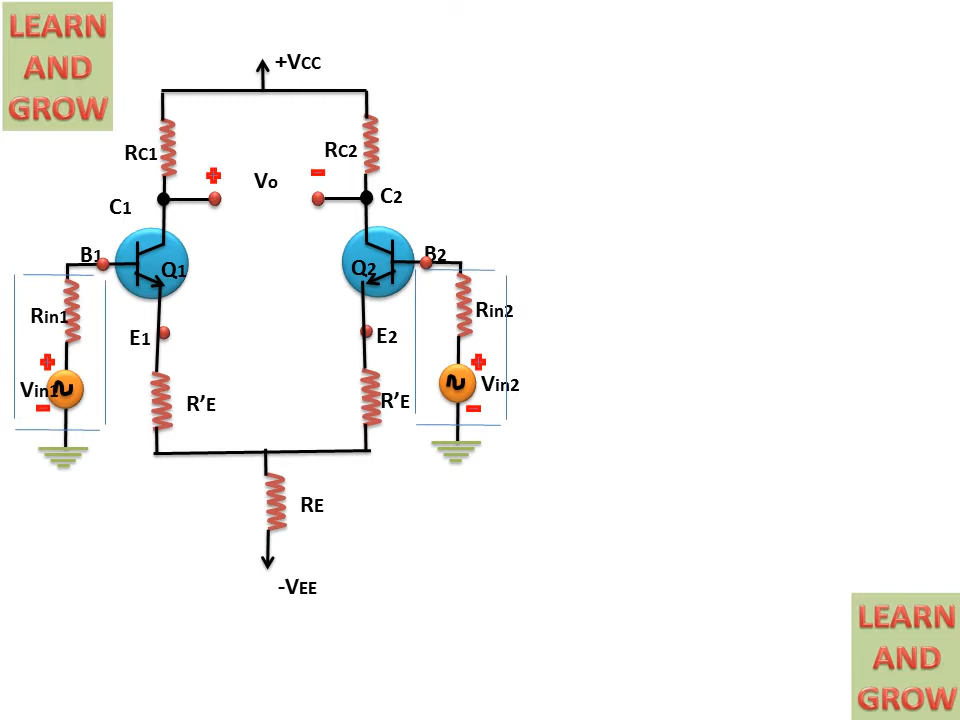 LEARN
AND
GROW
+VCC
RC1
RC2
+
-
Vo
C1
C2
B1
B2
Q1
Q2
Rin1
Rin2
E1
E2
+
+
Vin1
Vin2
-
-
R’E
R’E
RE
-VEE
LEARN
AND
GROW